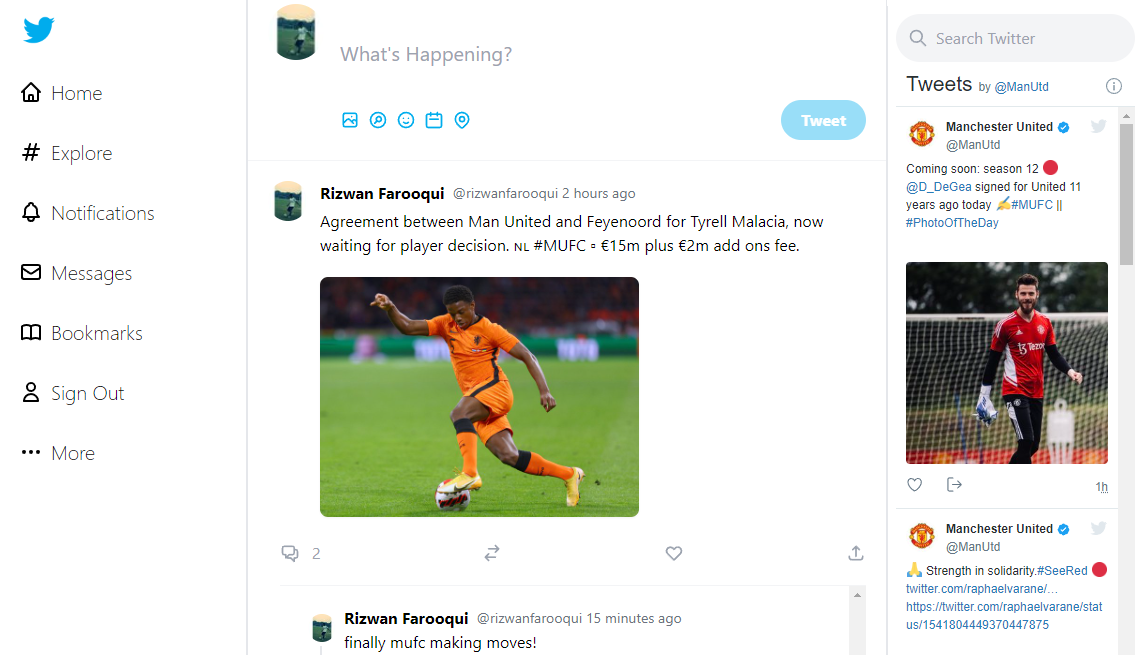 Home
Explore
Notifications
Messages
Bookmarks
Sign Out
More
What's Happening?
Tweet
Rizwan Farooqui @rizwanfarooqui 2 hours ago
Agreement between Man United and Feyenoord for Tyrell Malacia, now
waiting for player decision. NL #MUFC ▫ €15m plus €2m add ons fee.
2
Rizwan Farooqui @rizwanfarooqui 15 minutes ago
finally mufc making moves!
Search Twitter
Tweets by @ManUtd
Manchester United
@ManUtd
Coming soon: season 12 🔴
@D_DeGea signed for United 11
years ago today ✍️#MUFC ||
#PhotoOfTheDay
Tezos
1h
Manchester United
@ManUtd
🙏 Strength in solidarity.#SeeRed 🔴
twitter.com/raphaelvarane/…
https://twitter.com/raphaelvarane/stat
us/1541804449370447875